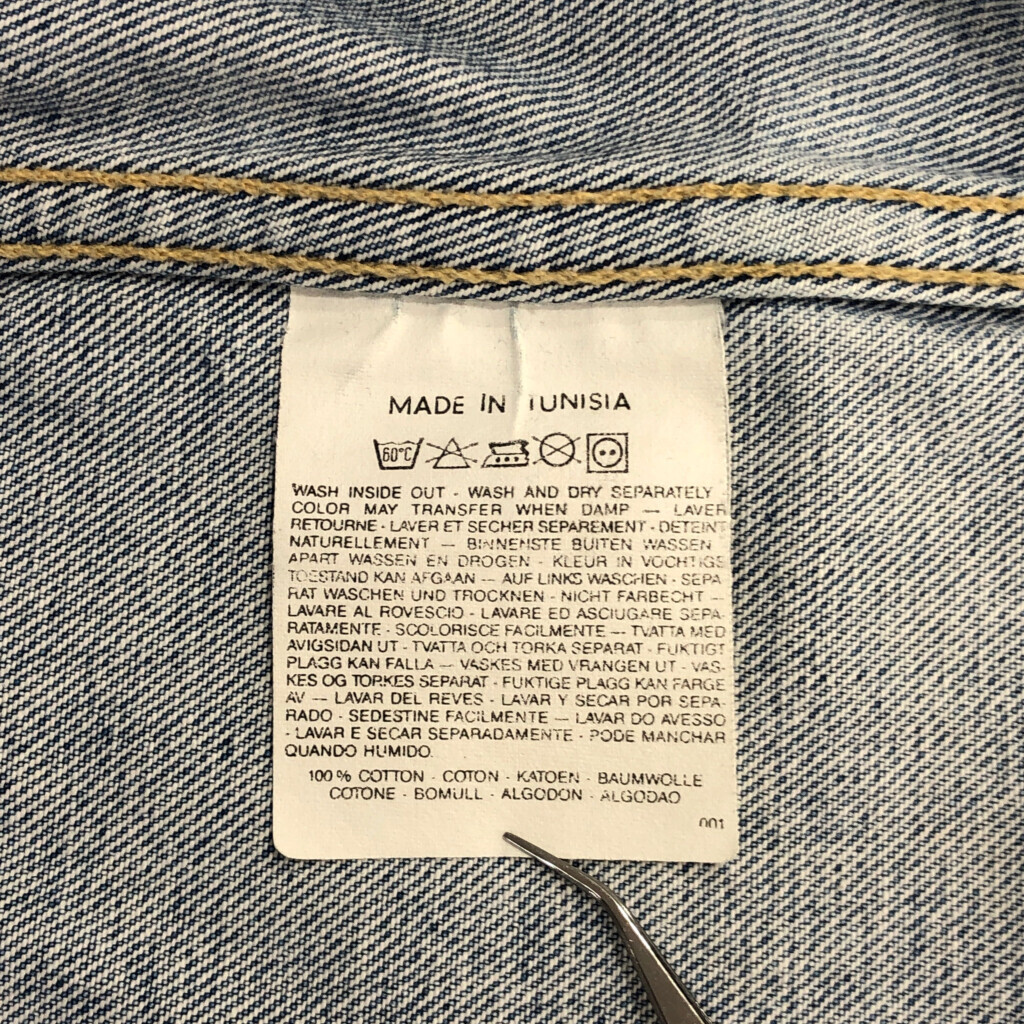 MADE IN TUNISIA
60°C
WASH INSIDE OUT - WASH AND DRY SEPARATELY
COLOR MAY TRANSFER WHEN DAMP — LAVER
RETOURNE - LAVER ET SECHER SEPAREMENT - DETEINT
NATURELLEMENT — BINNENSTE BUITEN WASSEN
APART WASSEN EN DROGEN - KLEUR IN VOCHTIGE
TOESTAND KAN AFGAAN — AUF LINKS WASCHEN - SEPA
RAT WASCHEN UND TROCKNEN - NICHT FARBECHT —
LAVARE AL ROVESCIO - LAVARE ED ASCIUGARE SEPA-
RATAMENTE - SCOLORISCE FACILMENTE — TVATTA MED
AVIGSIDAN UT - TVATTA OCH TORKA SEPARAT - FUKTIGT
PLAGG KAN FALLA — VASKES MED VRANGEN UT - VAS-
KES OG TORKES SEPARAT - FUKTIGE PLAGG KAN FARGE
AV — LAVAR DEL REVES - LAVAR Y SECAR POR SEPA-
RADO - SEDESTINE FACILMENTE — LAVAR DO AVESSO
- LAVAR E SECAR SEPARADAMENTE - PODE MANCHAR
QUANDO HUMIDO.
100 % COTTON - COTON - KATOEN - BAUMWOLLE
COTONE - BOMULL - ALGODON - ALGODAO
001